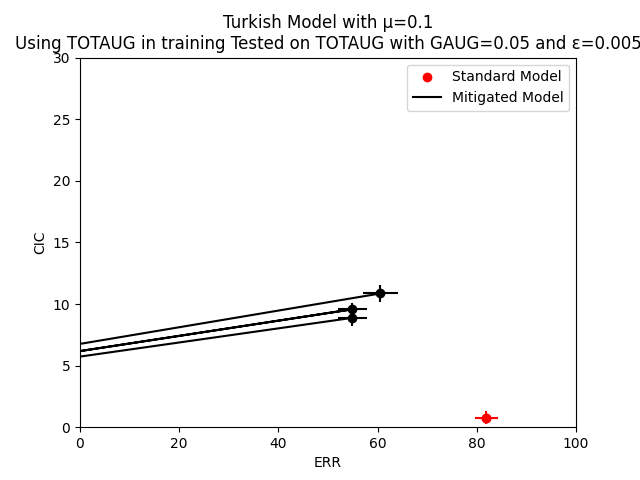 Turkish Model with μ=0.1
Using TOTAUG in training Tested on TOTAUG with GAUG=0.05 and ε=0.005
Standard Model
Mitigated Model
30
25
20
15
10
5
0
CIC
0 20 40 60 80 100
ERR